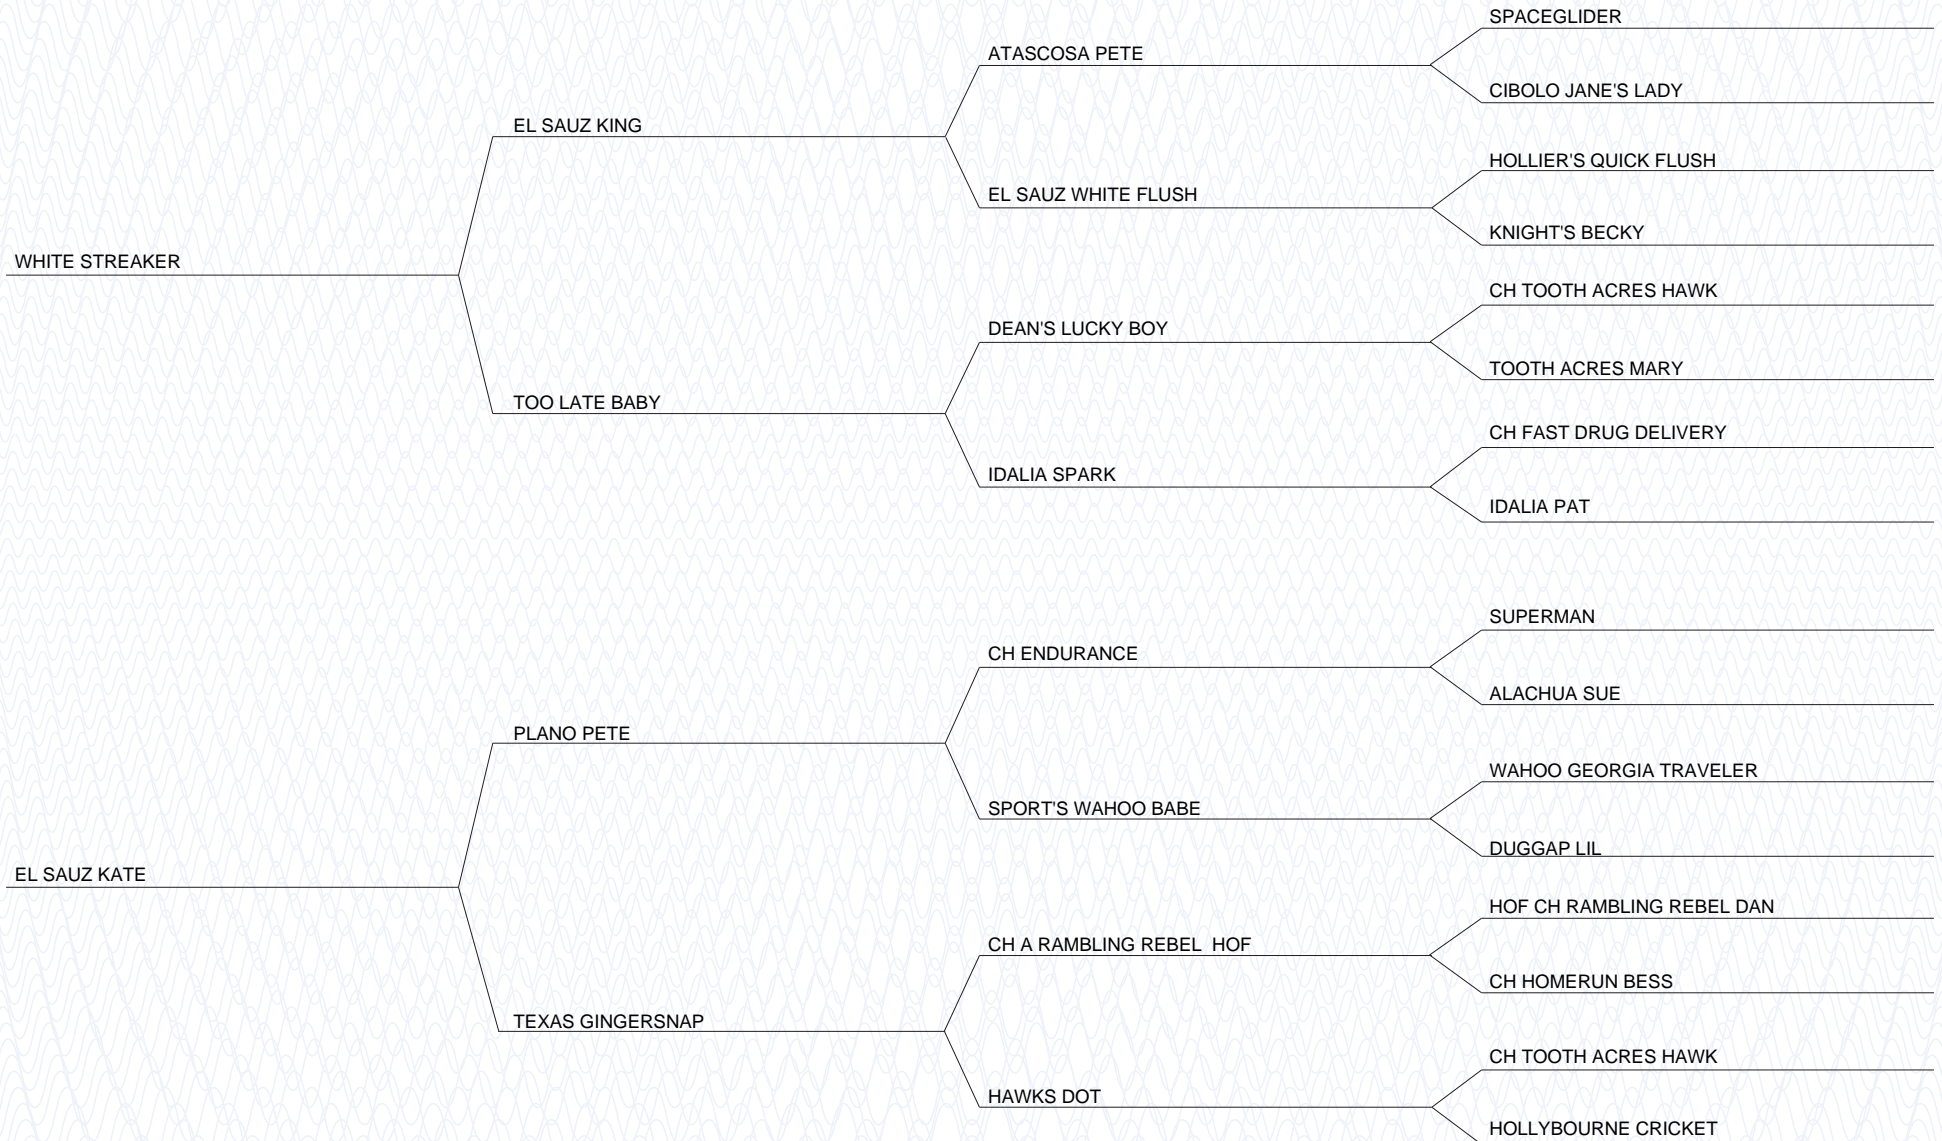 SPACEGLIDER
ATASCOSA PETE
CIBOLO JANE'S LADY
EL SAUZ KING
HOLLIER'S QUICK FLUSH
EL SAUZ WHITE FLUSH
KNIGHT'S BECKY
WHITE STREAKER
CH TOOTH ACRES HAWK
DEAN'S LUCKY BOY
TOOTH ACRES MARY
TOO LATE BABY
CH FAST DRUG DELIVERY
IDALIA SPARK
IDALIA PAT
SUPERMAN
CH ENDURANCE
ALACHUA SUE
PLANO PETE
WAHOO GEORGIA TRAVELER
SPORT'S WAHOO BABE
DUGGAP LIL
EL SAUZ KATE
HOF CH RAMBLING REBEL DAN
CH A RAMBLING REBEL  HOF
CH HOMERUN BESS
TEXAS GINGERSNAP
CH TOOTH ACRES HAWK
HAWKS DOT
HOLLYBOURNE CRICKET